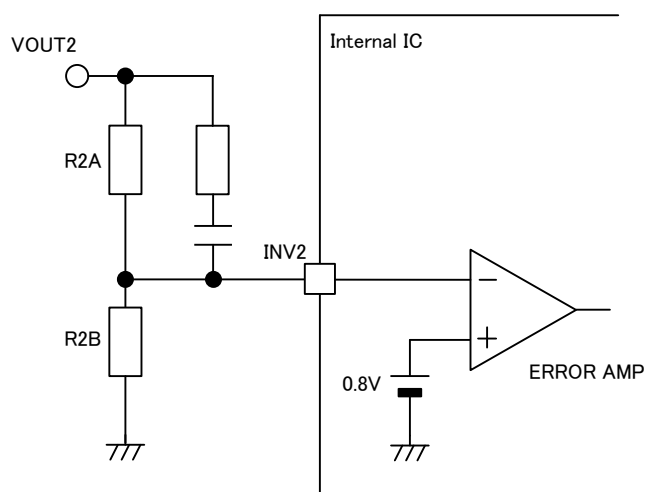 Internal IC
VOUT2
R2A
INV2
R2B
0.8V
ERROR AMP